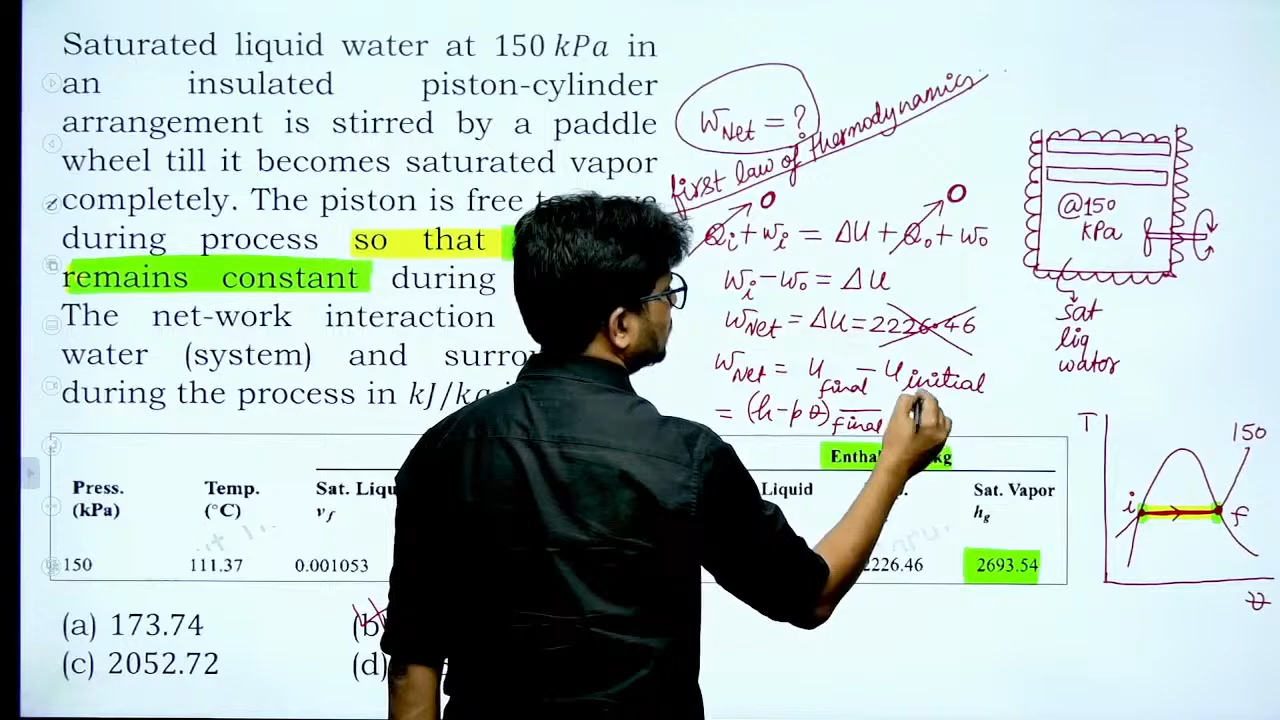 Saturated liquid water at 150 kPa in
an insulated piston-cylinder
arrangement is stirred by a paddle
wheel till it becomes saturated vapor
completely. The piston is free
during process so that
remains constant during
The net-work interaction
water (system) and
during the process in kJ/kg
Press. (kPa)
Temp. (°C)
Sat.
v_f
Liquid
Sat. Vapor
h_g
150 111.37 0.001053 2226.46 2693.54
(a) 173.74 (b
(c) 2052.72 (d)
W_Net = ?
first law of thermodynamics
Q_i + W_i = ΔU + Q_o + W_o
0
0
W_i − W_o = ΔU
W_Net = ΔU = 2226.46
W_Net = U_final − U_initial
= (h−pv)_final
@150
kPa
sat
liq
water
T
150
i
f
v